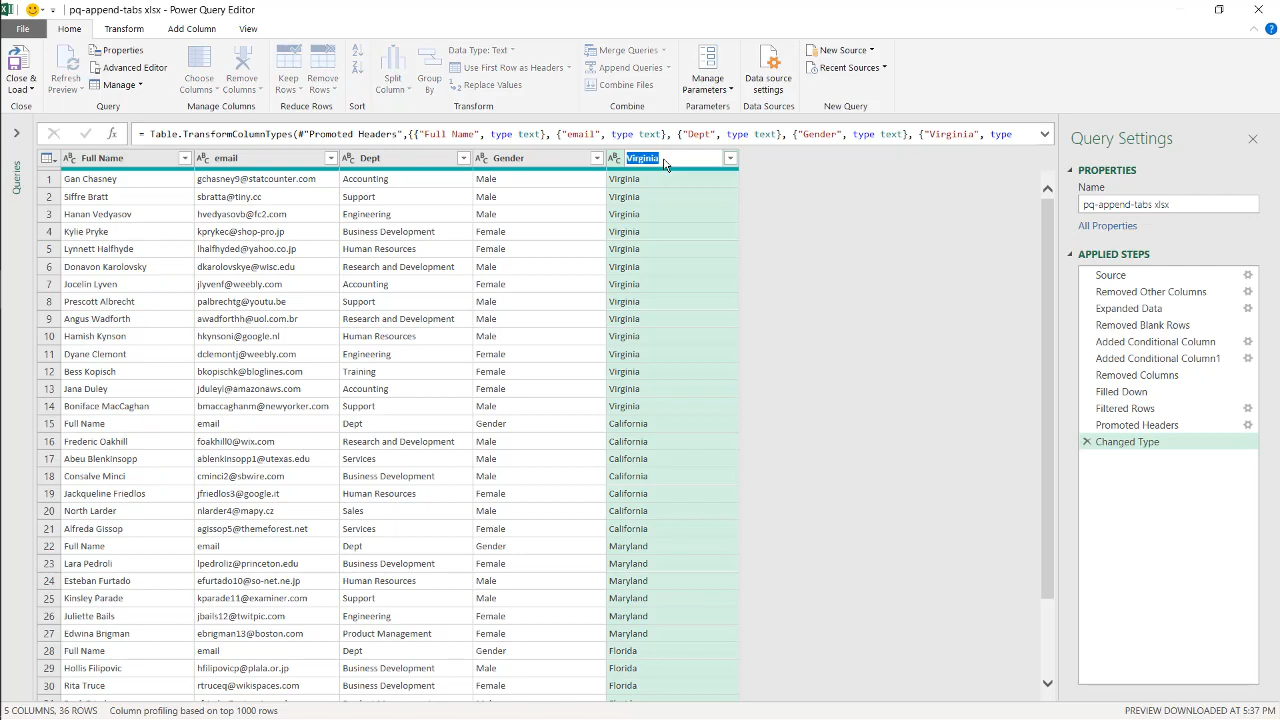 pq-append-tabs xlsx - Power Query Editor
File Home Transform Add Column View
Close & Load
Close
Refresh Preview
Properties
Advanced Editor
Manage
Query
Choose Columns
Remove Columns
Manage Columns
Keep Rows
Remove Rows
Reduce Rows
Sort
Split Column
Group By
Data Type: Text
Use First Row as Headers
Replace Values
Transform
Merge Queries
Append Queries
Combine Files
Combine
Manage Parameters
Parameters
Data source settings
Data Sources
New Source
Recent Sources
New Query
fx = Table.TransformColumnTypes(#"Promoted Headers",{{"Full Name", type text}, {"email", type text}, {"Dept", type text}, {"Gender", type text}, {"Virginia", type
Queries
Full Name email Dept Gender Virginia
1 Gan Chasney gchasney9@statcounter.com Accounting Male Virginia
2 Siffre Bratt sbratta@tiny.cc Support Male Virginia
3 Hanan Vedyasov hvedyasovb@fc2.com Engineering Male Virginia
4 Kylie Pryke kprykec@shop-pro.jp Business Development Female Virginia
5 Lynnett Halfhyde lhalfhyded@yahoo.co.jp Human Resources Female Virginia
6 Donavon Karolovsky dkarolovskye@wisc.edu Research and Development Male Virginia
7 Jocelin Lyven jlyvenf@weebly.com Accounting Female Virginia
8 Prescott Albrecht palbrechtg@youtu.be Support Male Virginia
9 Angus Wadforth awadforthh@uol.com.br Research and Development Male Virginia
10 Hamish Kynson hkynsoni@google.nl Human Resources Male Virginia
11 Dyane Clemont dclemontj@weebly.com Engineering Female Virginia
12 Bess Kopisch bkopischk@bloglines.com Training Female Virginia
13 Jana Duley jduleyl@amazonaws.com Accounting Female Virginia
14 Boniface MacCaghan bmaccaghanm@newyorker.com Support Male Virginia
15 Full Name email Dept Gender California
16 Frederic Oakhill foakhill0@wix.com Research and Development Male California
17 Abeu Blenkinsopp ablenkinsopp1@utexas.edu Services Male California
18 Consalve Minci cminci2@sbwire.com Business Development Male California
19 Jackqueline Friedlos jfriedlos3@google.it Human Resources Female California
20 North Larder nlarder4@mapy.cz Sales Male California
21 Alfreda Gissop agissop5@themeforest.net Services Female California
22 Full Name email Dept Gender Maryland
23 Lara Pedroli lpedroliz@princeton.edu Business Development Female Maryland
24 Esteban Furtado efurtado10@so-net.ne.jp Human Resources Male Maryland
25 Kinsley Parade kparade11@examiner.com Support Male Maryland
26 Juliette Bails jbails12@twitpic.com Engineering Female Maryland
27 Edwina Brigman ebrigman13@boston.com Product Management Female Maryland
28 Full Name email Dept Gender Florida
29 Hollis Filipovic hfilipovicp@plala.or.jp Business Development Male Florida
30 Rita Truce rtruceq@wikispaces.com Business Development Female Florida
Query Settings
PROPERTIES
Name
pq-append-tabs xlsx
All Properties
APPLIED STEPS
Source
Removed Other Columns
Expanded Data
Removed Blank Rows
Added Conditional Column
Added Conditional Column1
Removed Columns
Filled Down
Filtered Rows
Promoted Headers
Changed Type
5 COLUMNS, 36 ROWS Column profiling based on top 1000 rows
PREVIEW DOWNLOADED AT 5:37 PM